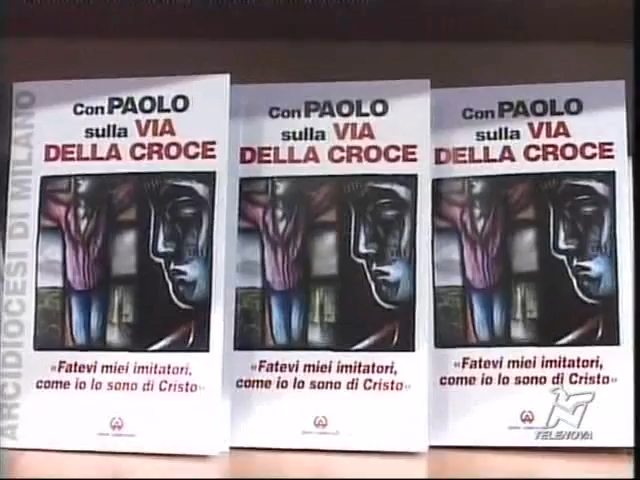 ARCIDIOCESI DI MILANO
Con PAOLO
sulla VIA
DELLA CROCE
«Fatevi miei imitatori,
come io lo sono di Cristo»
Con PAOLO
sulla VIA
DELLA CROCE
«Fatevi miei imitatori,
come io lo sono di Cristo»
Con PAOLO
sulla VIA
DELLA CROCE
«Fatevi miei imitatori,
come io lo sono di Cristo»
TELENOVA